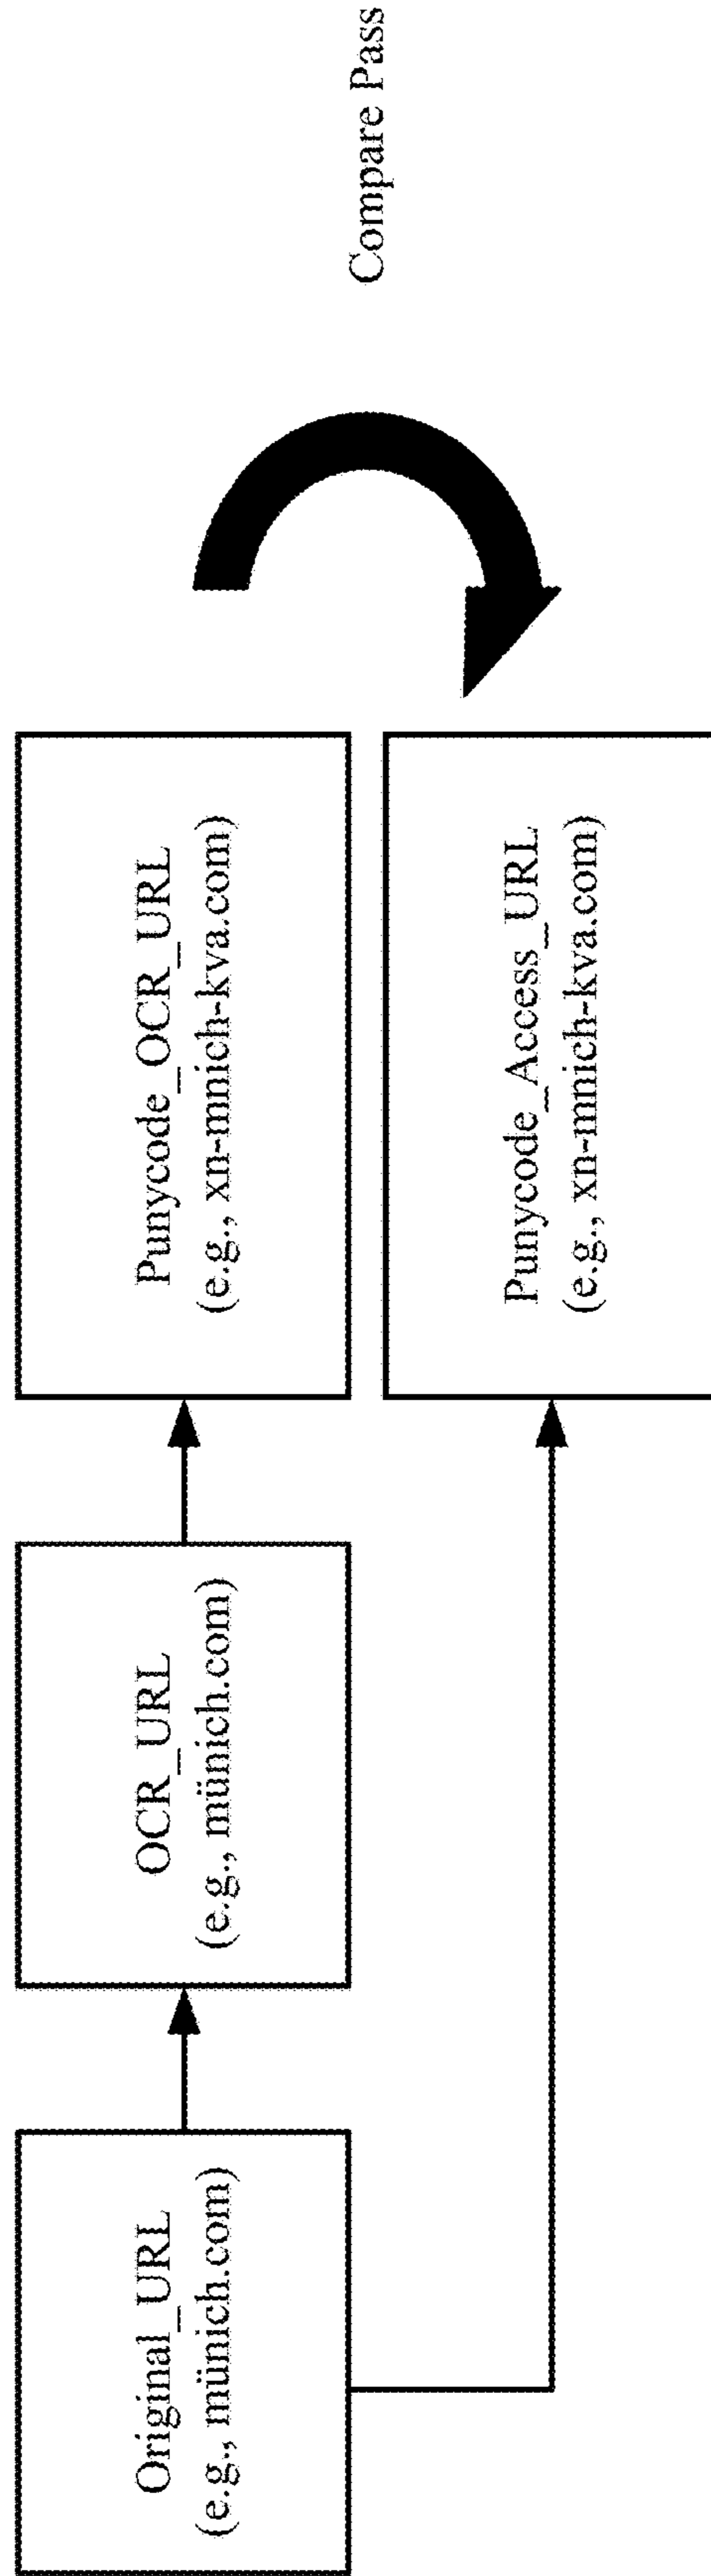 Original_URL
(e.g., münich.com)
OCR_URL
(e.g., münich.com)
Punycode_OCR_URL
(e.g., xn-mnich-kva.com)
Punycode_Access_URL
(e.g., xn-mnich-kva.com)
Compare Pass